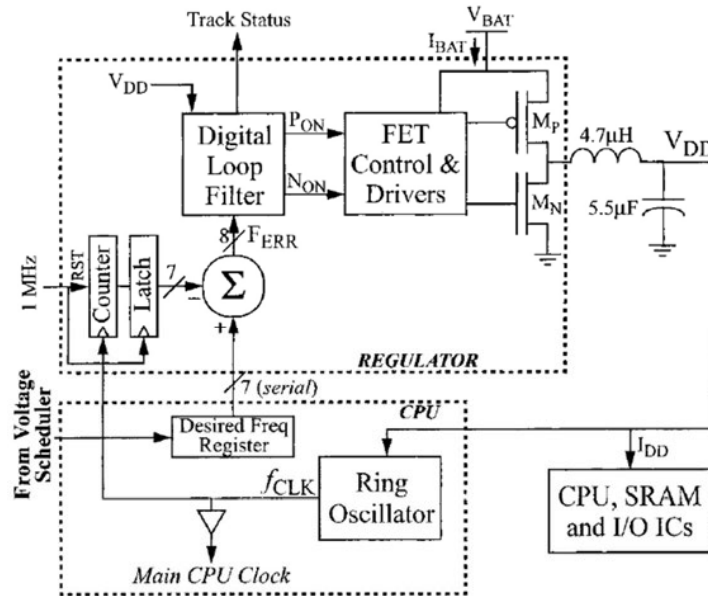 Track Status
V_BAT
I_BAT
V_DD
Digital
Loop
Filter
P_ON
N_ON
FET
Control &
Drivers
M_P
M_N
4.7µH
V_DD
5.5µF
8
F_ERR
1 MHz
RST
Counter
Latch
7
Σ
−
+
REGULATOR
7 (serial)
CPU
From Voltage
Scheduler
Desired Freq
Register
f_CLK
Ring
Oscillator
I_DD
CPU, SRAM
and I/O ICs
Main CPU Clock